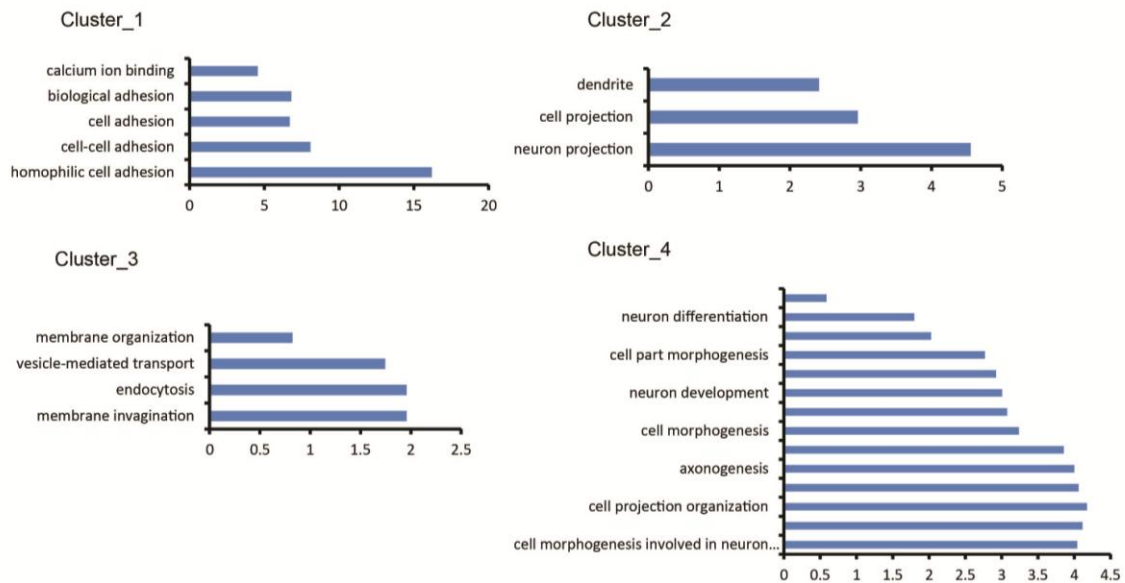 Cluster_1
calcium ion binding
biological adhesion
cell adhesion
cell-cell adhesion
homophilic cell adhesion
0 5 10 15 20
Cluster_2
dendrite
cell projection
neuron projection
0 1 2 3 4 5
Cluster_3
membrane organization
vesicle-mediated transport
endocytosis
membrane invagination
0 0.5 1 1.5 2 2.5
Cluster_4
neuron differentiation
cell part morphogenesis
neuron development
cell morphogenesis
axonogenesis
cell projection organization
cell morphogenesis involved in neuron...
0 0.5 1 1.5 2 2.5 3 3.5 4 4.5